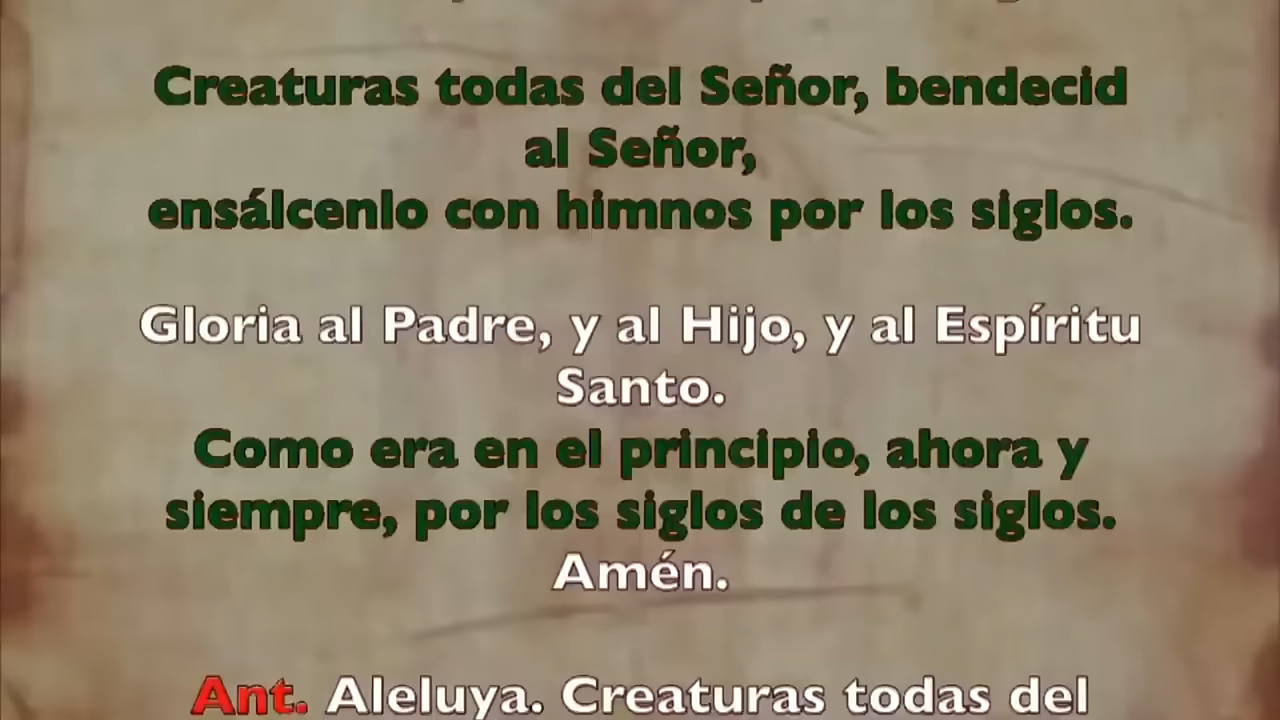 Creaturas todas del Señor, bendecid
al Señor,
ensálcenlo con himnos por los siglos.
Gloria al Padre, y al Hijo, y al Espíritu
Santo.
Como era en el principio, ahora y
siempre, por los siglos de los siglos.
Amén.
Ant. Aleluya. Creaturas todas del